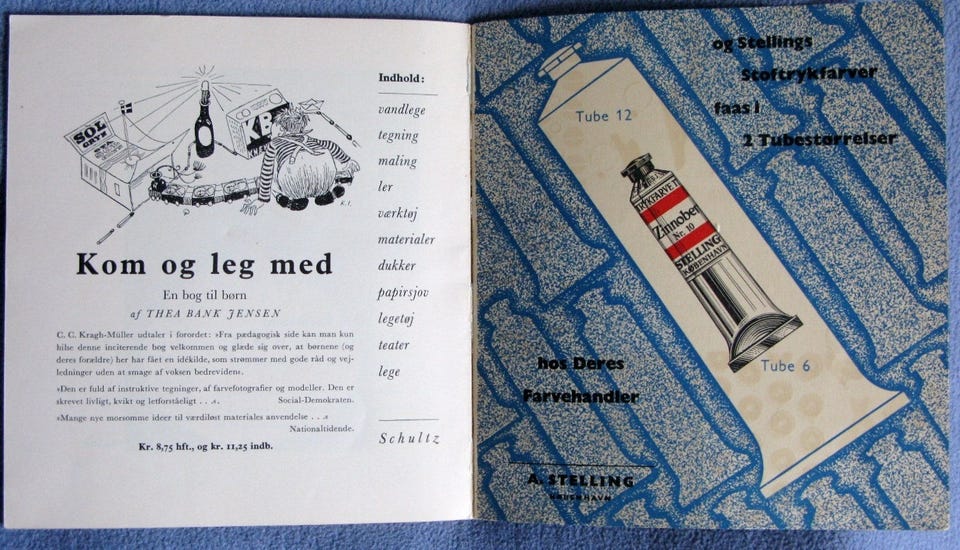 SOL
GRYN
KB
K.I.
Kom og leg med
En bog til børn
af THEA BANK JENSEN
C. C. Kragh-Müller udtaler i forordet: »Fra pædagogisk side kan man kun
hilse denne inciterende bog velkommen og glæde sig over, at børnene (og
deres forældre) her har fået en idékilde, som strømmer med gode råd og vej-
ledninger uden at smage af voksen bedreviden«.
»Den er fuld af instruktive tegninger, af farvefotografier og modeller. Den er
skrevet livligt, kvikt og letforståeligt . . .«. Social-Demokraten.
»Mange nye morsomme ideer til værdiløst materiales anvendelse . . .«
Nationaltidende.
Kr. 8,75 hft., og kr. 11,25 indb.
Indhold:
vandlege
tegning
maling
ler
værktøj
materialer
dukker
papirsjov
legetøj
teater
lege
Schultz
og Stellings
Stoftrykfarver
faas i
2 Tubestørrelser
Tube 12
Zinnober
Nr. 10
STELLING
KØBENHAVN
Tube 6
hos Deres
Farvehandler
A. STELLING
KØBENHAVN